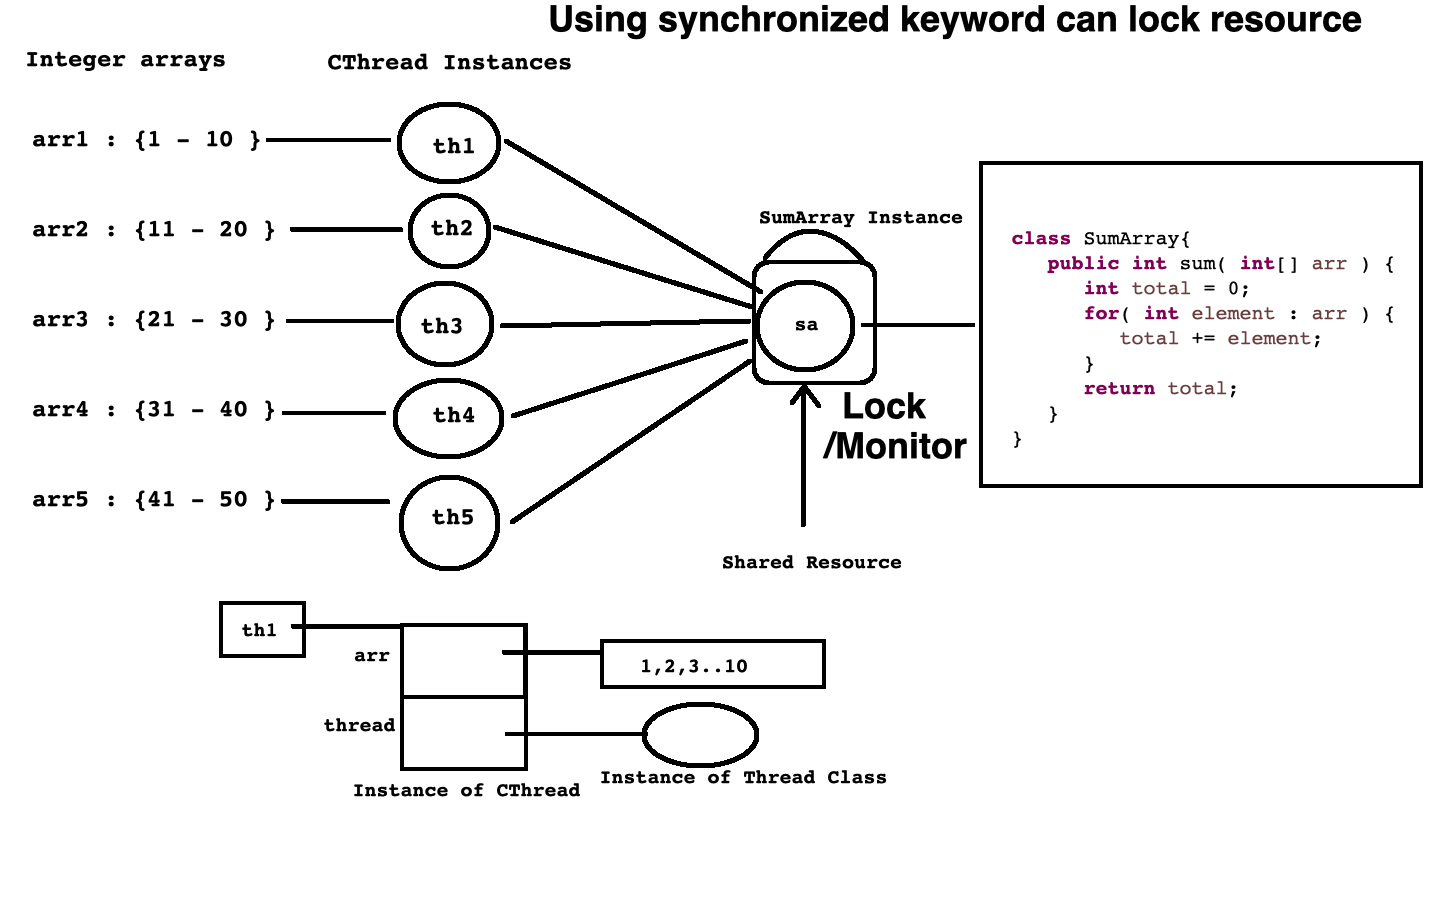 Using synchronized keyword can lock resource
Integer arrays
CThread Instances
arr1 : {1 - 10 }
th1
arr2 : {11 - 20 }
th2
arr3 : {21 - 30 }
th3
arr4 : {31 - 40 }
th4
arr5 : {41 - 50 }
th5
SumArray Instance
sa
Lock
/Monitor
Shared Resource
class SumArray{
public int sum( int[] arr ) {
int total = 0;
for( int element : arr ) {
total += element;
}
return total;
}
}
th1
arr
1,2,3..10
thread
Instance of CThread
Instance of Thread Class